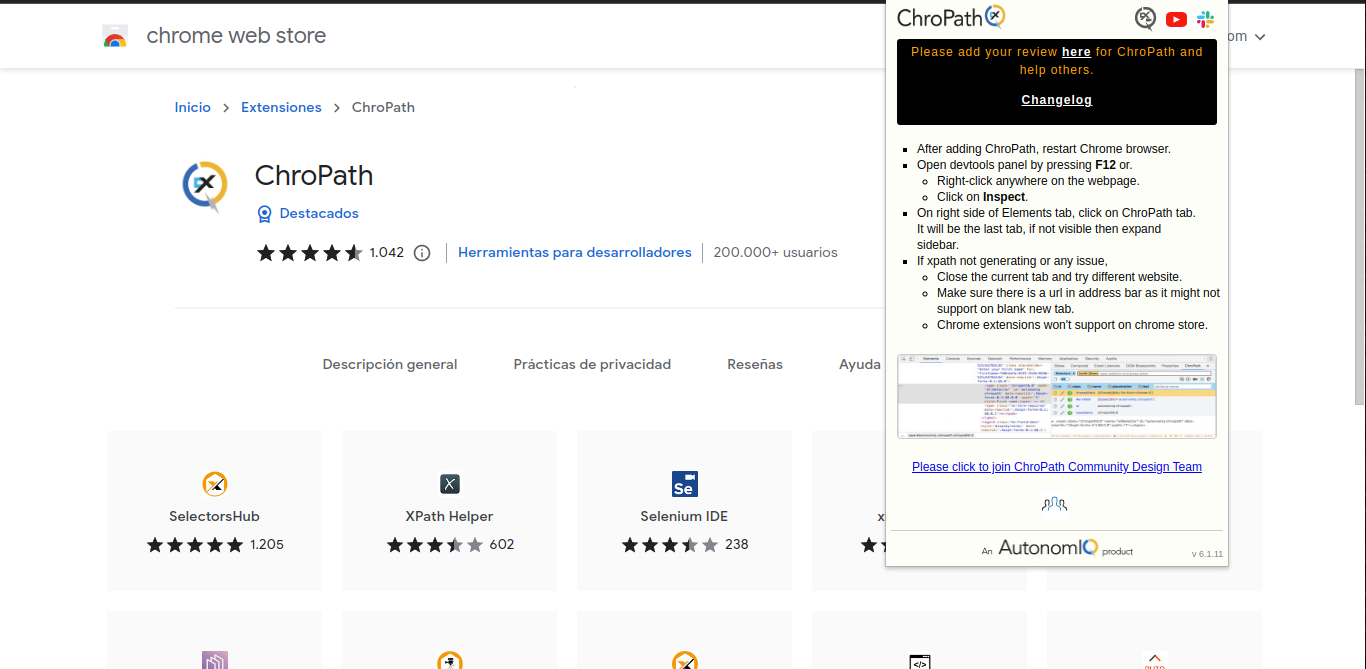 chrome web store
om
Inicio > Extensiones > ChroPath
ChroPath
Destacados
1.042
Herramientas para desarrolladores
200.000+ usuarios
Descripción general
Prácticas de privacidad
Reseñas
Ayuda
SelectorsHub
1.205
XPath Helper
602
Selenium IDE
238
x
ChroPath
Please add your review here for ChroPath and
help others.
Changelog
After adding ChroPath, restart Chrome browser.
Open devtools panel by pressing F12 or.
Right-click anywhere on the webpage.
Click on Inspect.
On right side of Elements tab, click on ChroPath tab.
It will be the last tab, if not visible then expand
sidebar.
If xpath not generating or any issue,
Close the current tab and try different website.
Make sure there is a url in address bar as it might not
support on blank new tab.
Chrome extensions won't support on chrome store.
Please click to join ChroPath Community Design Team
An AutonomIQ product
v 6.1.11